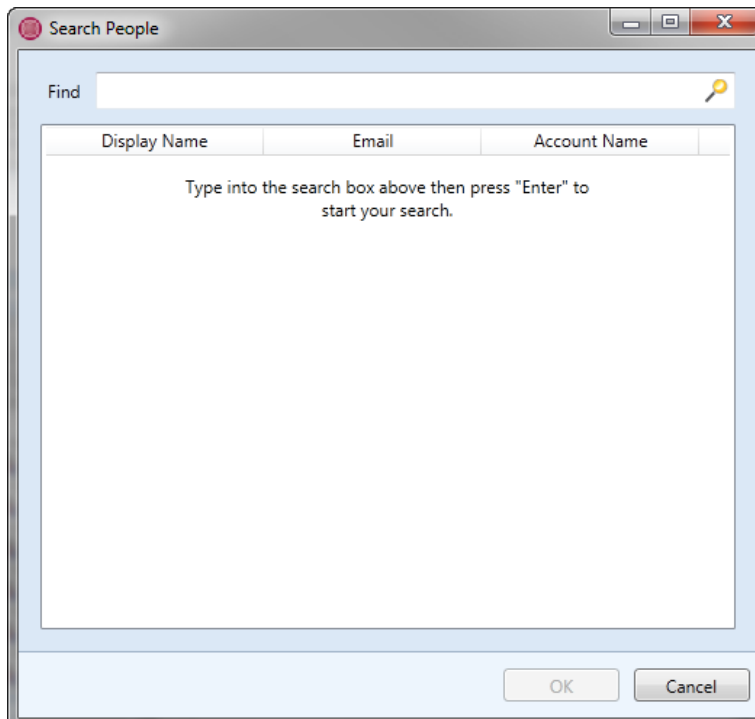 Search People
Find
Display Name Email Account Name
Type into the search box above then press "Enter" to
start your search.
OK Cancel